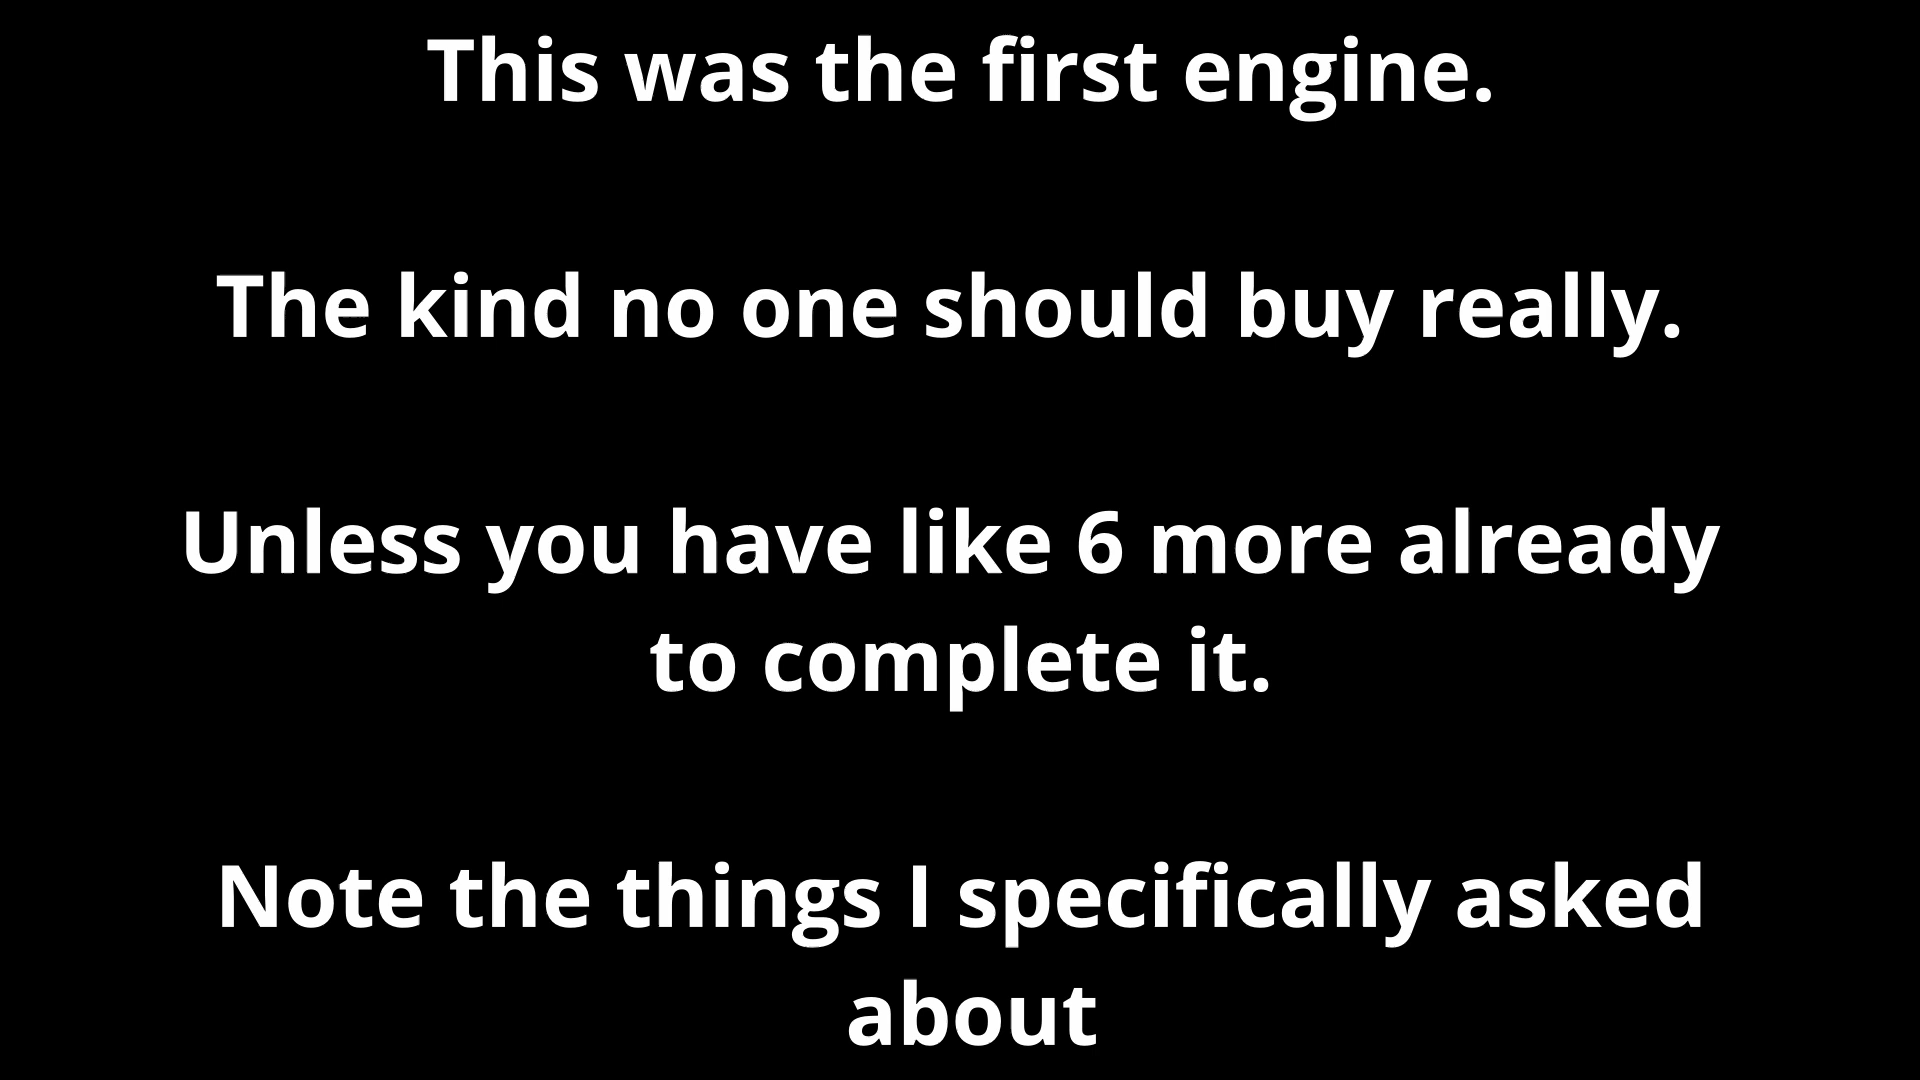 This was the first engine.
The kind no one should buy really.
Unless you have like 6 more already
to complete it.
Note the things I specifically asked
about